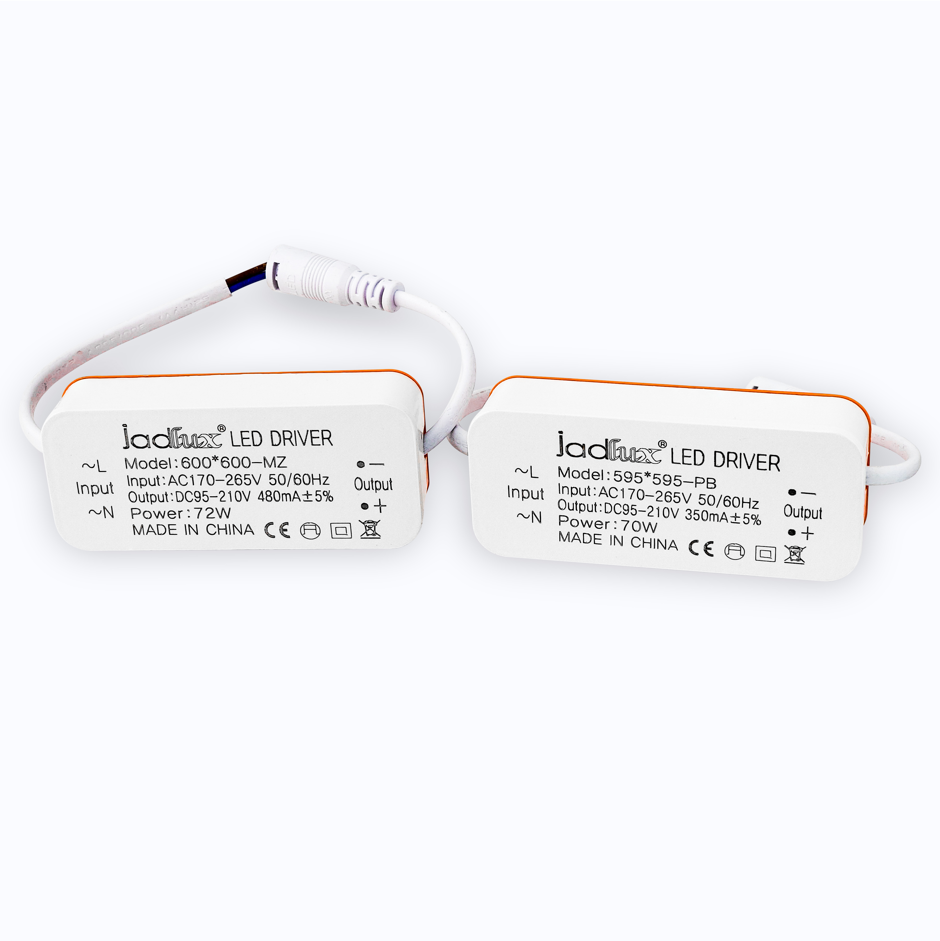 jadlux® LED DRIVER
Model:600*600-MZ
Input:AC170-265V 50/60Hz
Output:DC95-210V 480mA±5%
Power:72W
MADE IN CHINA CE
~L
Input
~N
−
Output
+
jadlux® LED DRIVER
Model:595*595-PB
Input:AC170-265V 50/60Hz
Output:DC95-210V 350mA±5%
Power:70W
MADE IN CHINA CE
~L
Input
~N
−
Output
+